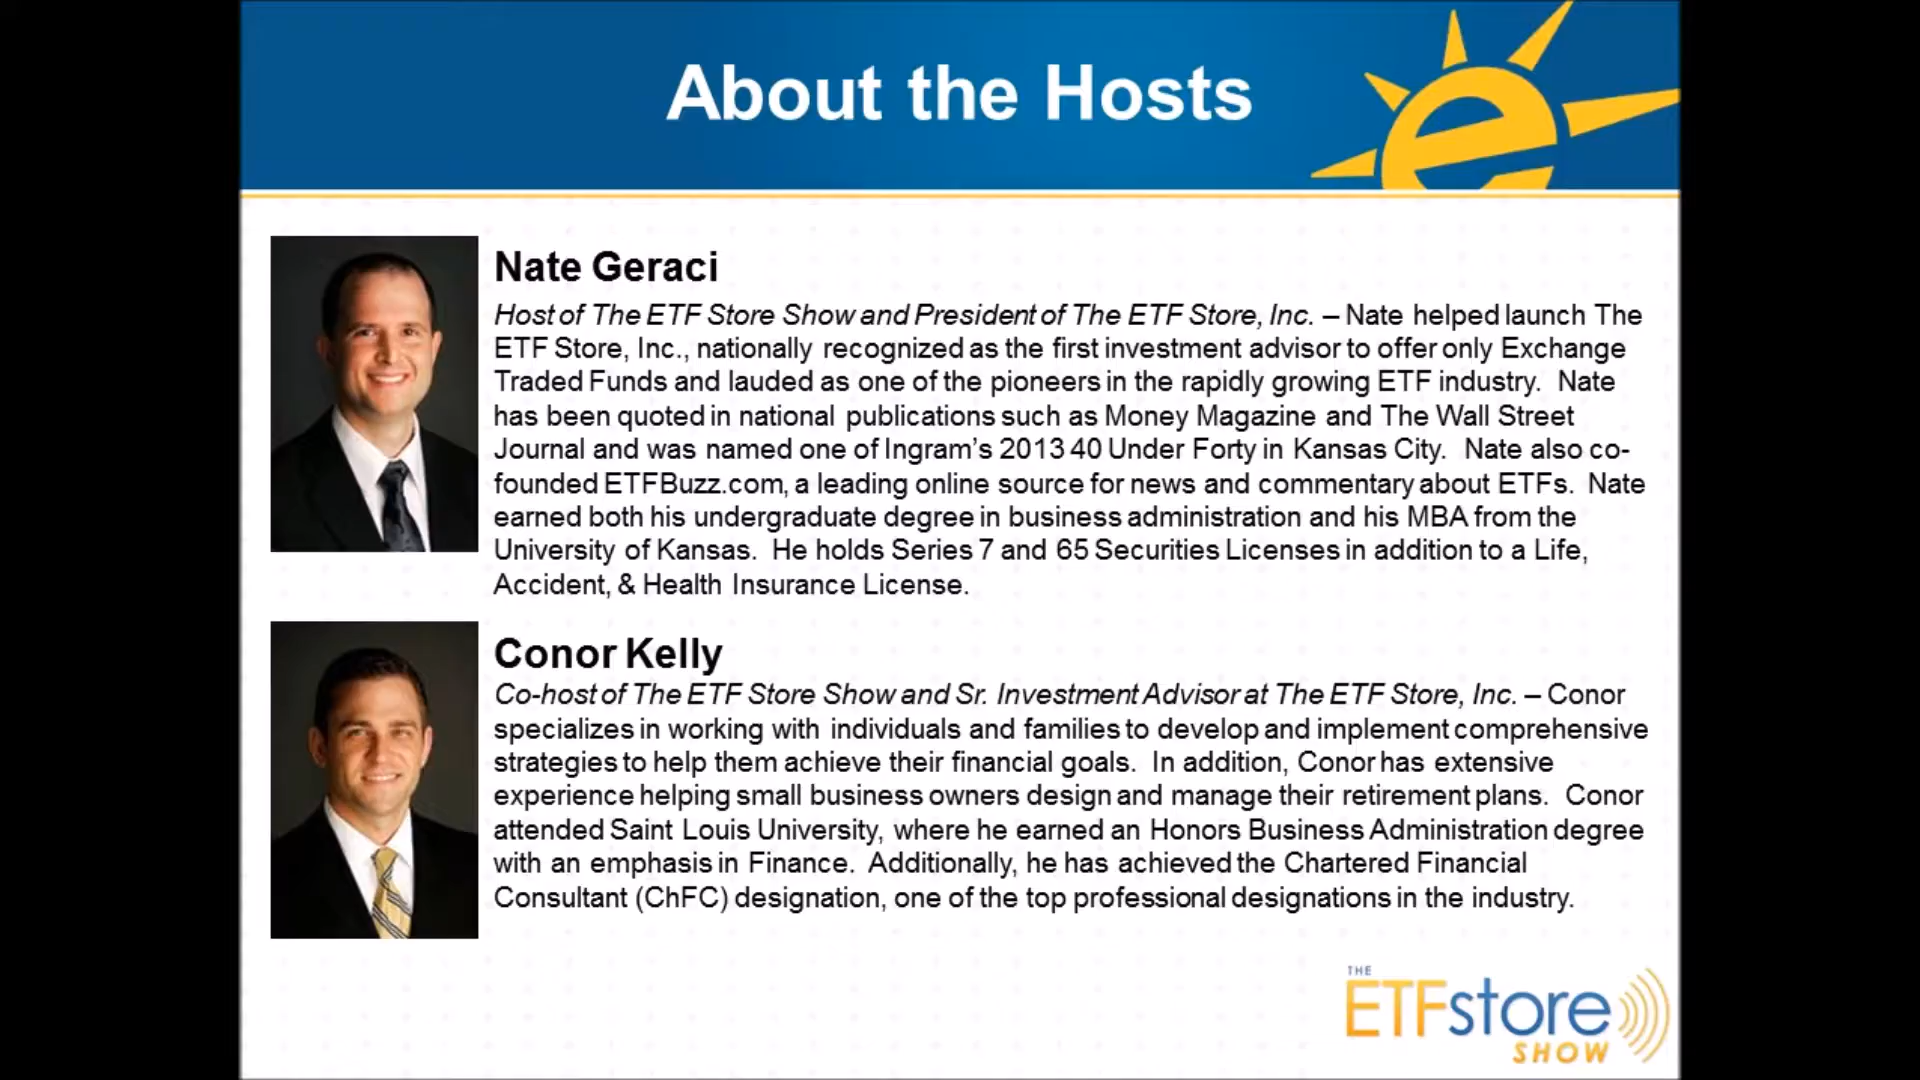 About the Hosts
Nate Geraci
Host of The ETF Store Show and President of The ETF Store, Inc. – Nate helped launch The
ETF Store, Inc., nationally recognized as the first investment advisor to offer only Exchange
Traded Funds and lauded as one of the pioneers in the rapidly growing ETF industry.  Nate
has been quoted in national publications such as Money Magazine and The Wall Street
Journal and was named one of Ingram’s 2013 40 Under Forty in Kansas City.  Nate also co-
founded ETFBuzz.com, a leading online source for news and commentary about ETFs.  Nate
earned both his undergraduate degree in business administration and his MBA from the
University of Kansas.  He holds Series 7 and 65 Securities Licenses in addition to a Life,
Accident, & Health Insurance License.
Conor Kelly
Co-host of The ETF Store Show and Sr. Investment Advisor at The ETF Store, Inc. – Conor
specializes in working with individuals and families to develop and implement comprehensive
strategies to help them achieve their financial goals.  In addition, Conor has extensive
experience helping small business owners design and manage their retirement plans.  Conor
attended Saint Louis University, where he earned an Honors Business Administration degree
with an emphasis in Finance.  Additionally, he has achieved the Chartered Financial
Consultant (ChFC) designation, one of the top professional designations in the industry.
THE
ETFstore
SHOW